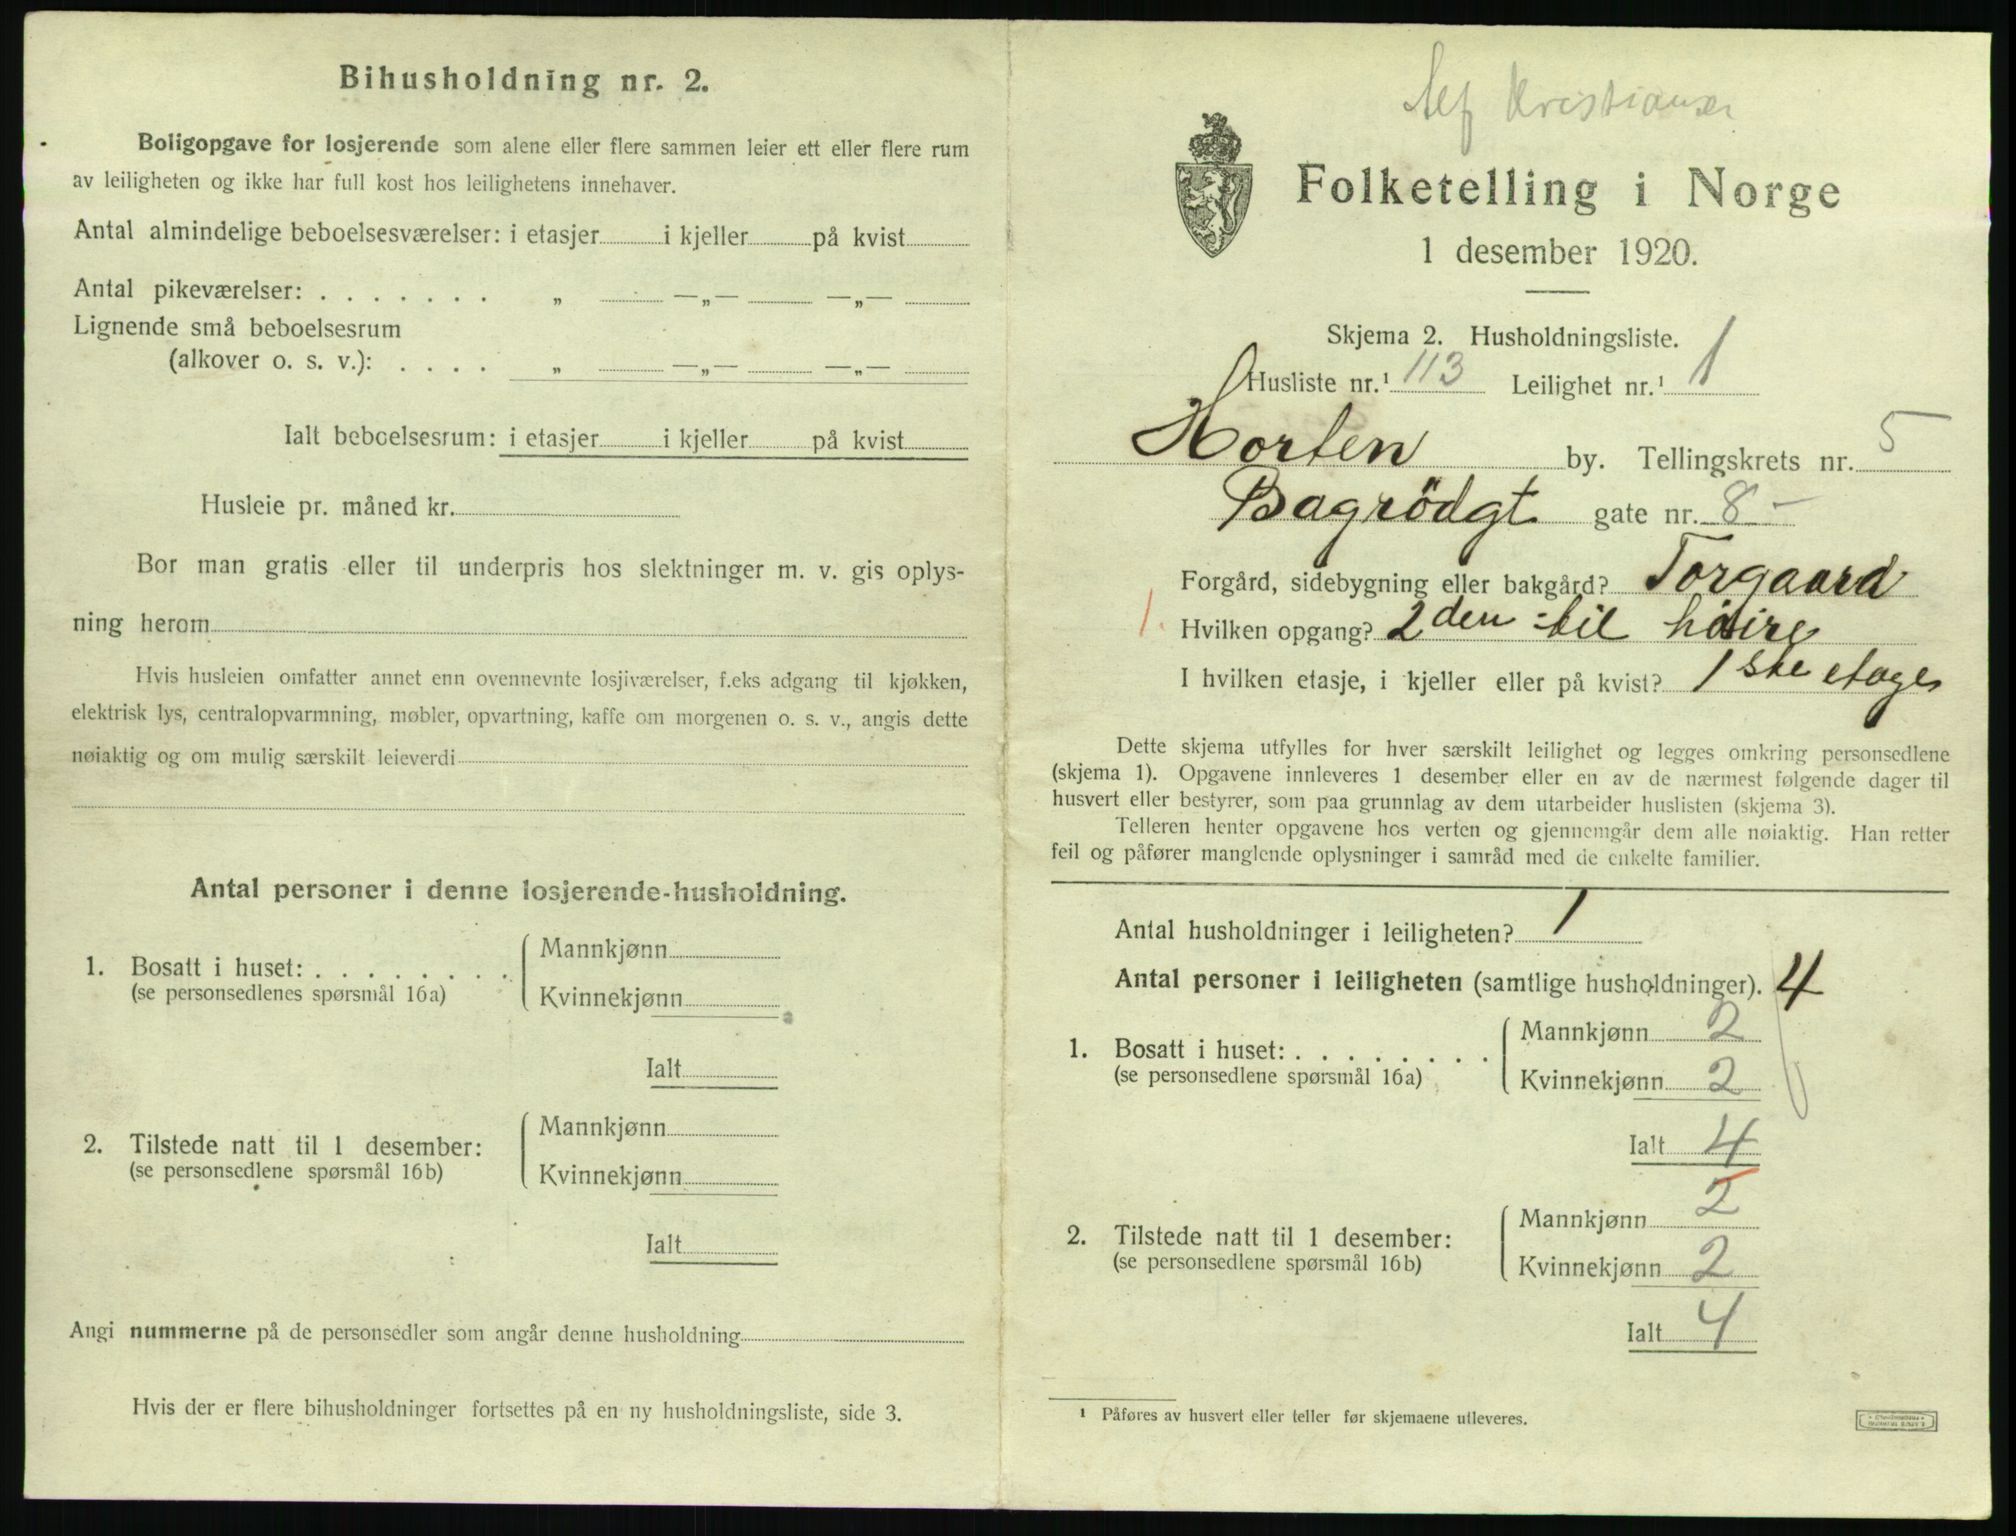 Bihusholdning nr. 2.
Boligopgave for losjerende som alene eller flere sammen leier ett eller flere rum
av leiligheten og ikke har full kost hos leilighetens innehaver.
Antal almindelige beboelsesværelser: i etasjer i kjeller på kvist
Antal pikeværelser: . . . . . . . „ —„— —„—
Lignende små beboelsesrum
(alkover o. s. v.): . . . . „ —„— —„—
Ialt beboelsesrum: i etasjer i kjeller på kvist
Husleie pr. måned kr.
Bor man gratis eller til underpris hos slektninger m. v. gis oplys-
ning herom
Hvis husleien omfatter annet enn ovennevnte losjiværelser, f.eks adgang til kjøkken,
elektrisk lys, centralopvarmning, møbler, opvartning, kaffe om morgenen o. s. v., angis dette
nøiaktig og om mulig særskilt leieverdi
Antal personer i denne losjerende-husholdning.
1. Bosatt i huset: . . . . . . . . Mannkjønn
(se personsedlenes spørsmål 16a) Kvinnekjønn
Ialt
2. Tilstede natt til 1 desember: Mannkjønn
(se personsedlene spørsmål 16b) Kvinnekjønn
Ialt
Angi nummerne på de personsedler som angår denne husholdning
Hvis der er flere bihusholdninger fortsettes på en ny husholdningsliste, side 3.
Kristiansen
Folketelling i Norge
1 desember 1920.
Skjema 2. Husholdningsliste.
Husliste nr.¹ 113 Leilighet nr.¹ 1
Horten by. Tellingskrets nr. 5
Bagrödgt gate nr. 8 -
Forgård, sidebygning eller bakgård? Forgaard
1. Hvilken opgang? 2den til höire
I hvilken etasje, i kjeller eller på kvist? 1ste etage
Dette skjema utfylles for hver særskilt leilighet og legges omkring personsedlene
(skjema 1). Opgavene innleveres 1 desember eller en av de nærmest følgende dager til
husvert eller bestyrer, som paa grunnlag av dem utarbeider huslisten (skjema 3).
Telleren henter opgavene hos verten og gjennemgår dem alle nøiaktig. Han retter
feil og påfører manglende oplysninger i samråd med de enkelte familier.
Antal husholdninger i leiligheten? 1
Antal personer i leiligheten (samtlige husholdninger). 4
1. Bosatt i huset: . . . . . . . . Mannkjønn 2
(se personsedlene spørsmål 16a) Kvinnekjønn 2
Ialt 4
2. Tilstede natt til 1 desember: Mannkjønn 2
(se personsedlene spørsmål 16b) Kvinnekjønn 2
Ialt 4
¹ Påføres av husvert eller teller før skjemaene utleveres.